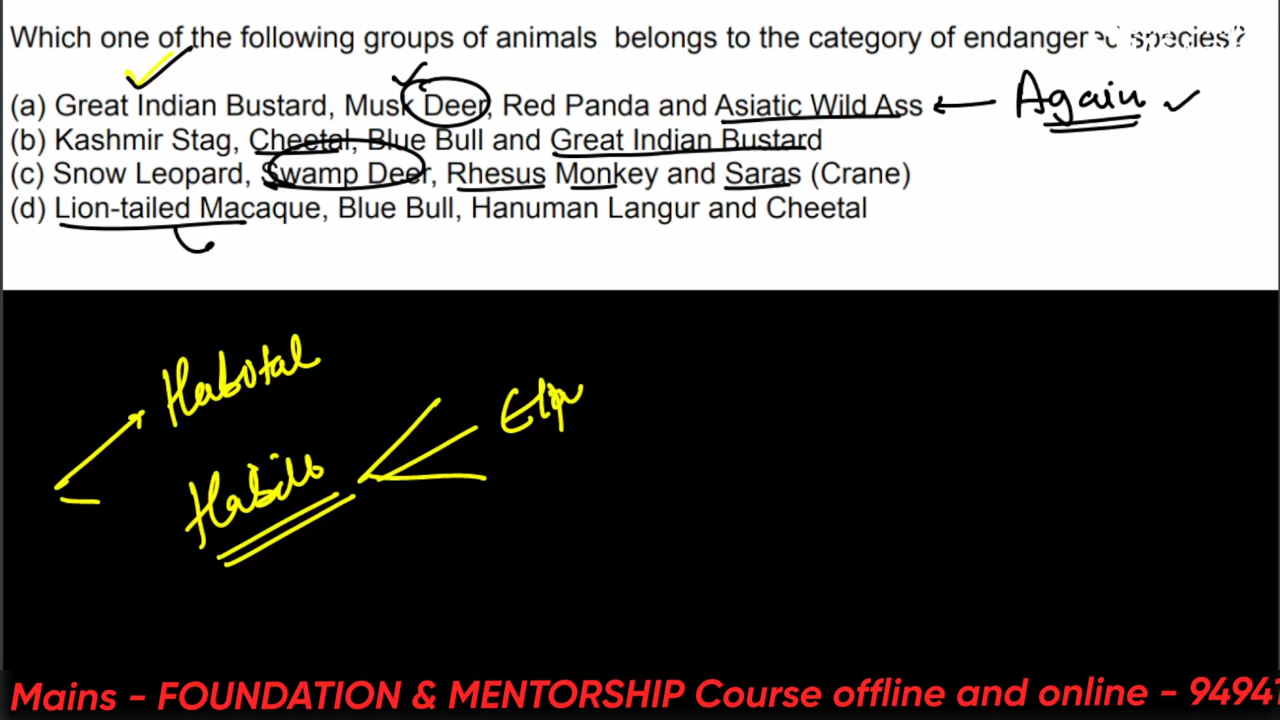 Which one of the following groups of animals belongs to the category of endangered species?
(a) Great Indian Bustard, Musk Deer, Red Panda and Asiatic Wild Ass
Again
(b) Kashmir Stag, Cheetal, Blue Bull and Great Indian Bustard
(c) Snow Leopard, Swamp Deer, Rhesus Monkey and Saras (Crane)
(d) Lion-tailed Macaque, Blue Bull, Hanuman Langur and Cheetal
Habital
Mains - FOUNDATION & MENTORSHIP Course offline and online - 9494